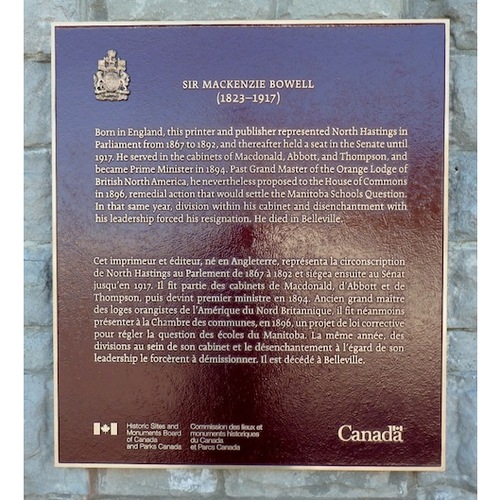 SIR MACKENZIE BOWELL
(1823–1917)
Born in England, this printer and publisher represented North Hastings in
Parliament from 1867 to 1892, and thereafter held a seat in the Senate until
1917. He served in the cabinets of Macdonald, Abbott, and Thompson, and
became Prime Minister in 1894. Past Grand Master of the Orange Lodge of
British North America, he nevertheless proposed to the House of Commons
in 1896, remedial action that would settle the Manitoba Schools Question.
In that same year, division within his cabinet and disenchantment with
his leadership forced his resignation. He died in Belleville.
Cet imprimeur et éditeur, né en Angleterre, représenta la circonscription
de North Hastings au Parlement de 1867 à 1892 et siégea ensuite au Sénat
jusqu'en 1917. Il fit partie des cabinets de Macdonald, d'Abbott et de
Thompson, puis devint premier ministre en 1894. Ancien grand maître
des loges orangistes de l'Amérique du Nord Britannique, il fit néanmoins
présenter à la Chambre des communes, en 1896, un projet de loi corrective
pour régler la question des écoles du Manitoba. La même année, des
divisions au sein de son cabinet et le désenchantement à l'égard de son
leadership le forcèrent à démissionner. Il est décédé à Belleville.
Historic Sites and
Monuments Board
of Canada
and Parks Canada
Commission des lieux et
monuments historiques
du Canada
et Parcs Canada
Canada